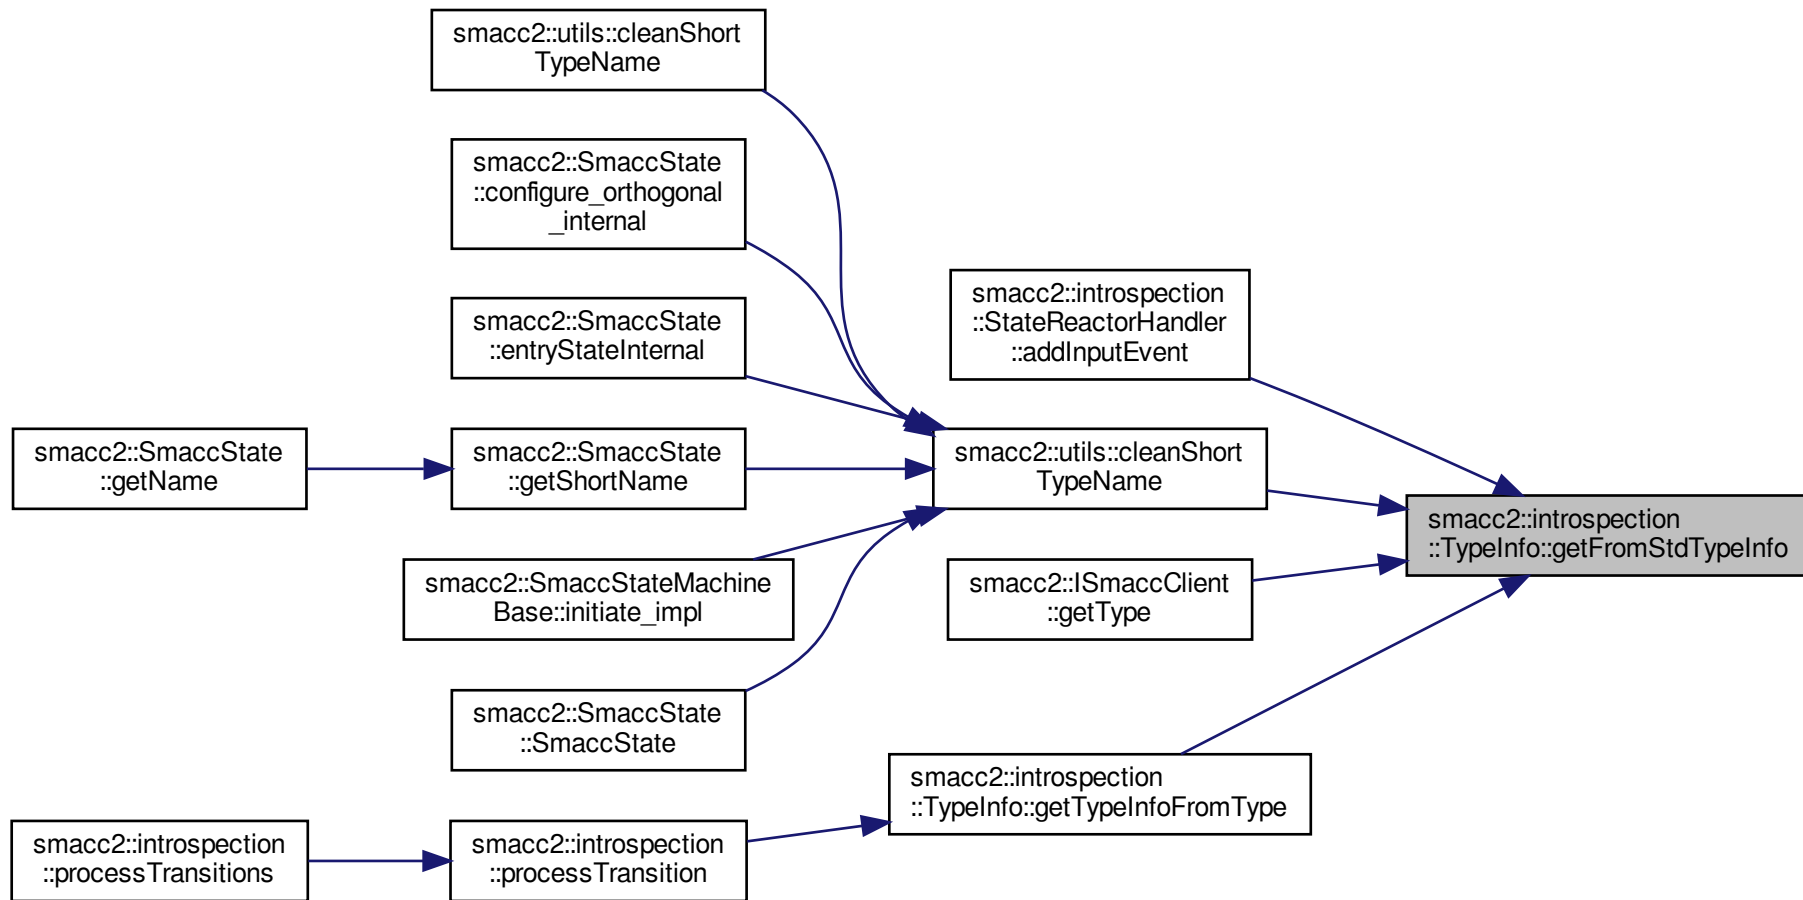 smacc2::utils::cleanShort
TypeName
smacc2::SmaccState
::configure_orthogonal
_internal
smacc2::SmaccState
::entryStateInternal
smacc2::SmaccState
::getName
smacc2::SmaccState
::getShortName
smacc2::SmaccStateMachine
Base::initiate_impl
smacc2::SmaccState
::SmaccState
smacc2::introspection
::processTransitions
smacc2::introspection
::processTransition
smacc2::introspection
::StateReactorHandler
::addInputEvent
smacc2::utils::cleanShort
TypeName
smacc2::ISmaccClient
::getType
smacc2::introspection
::TypeInfo::getTypeInfoFromType
smacc2::introspection
::TypeInfo::getFromStdTypeInfo